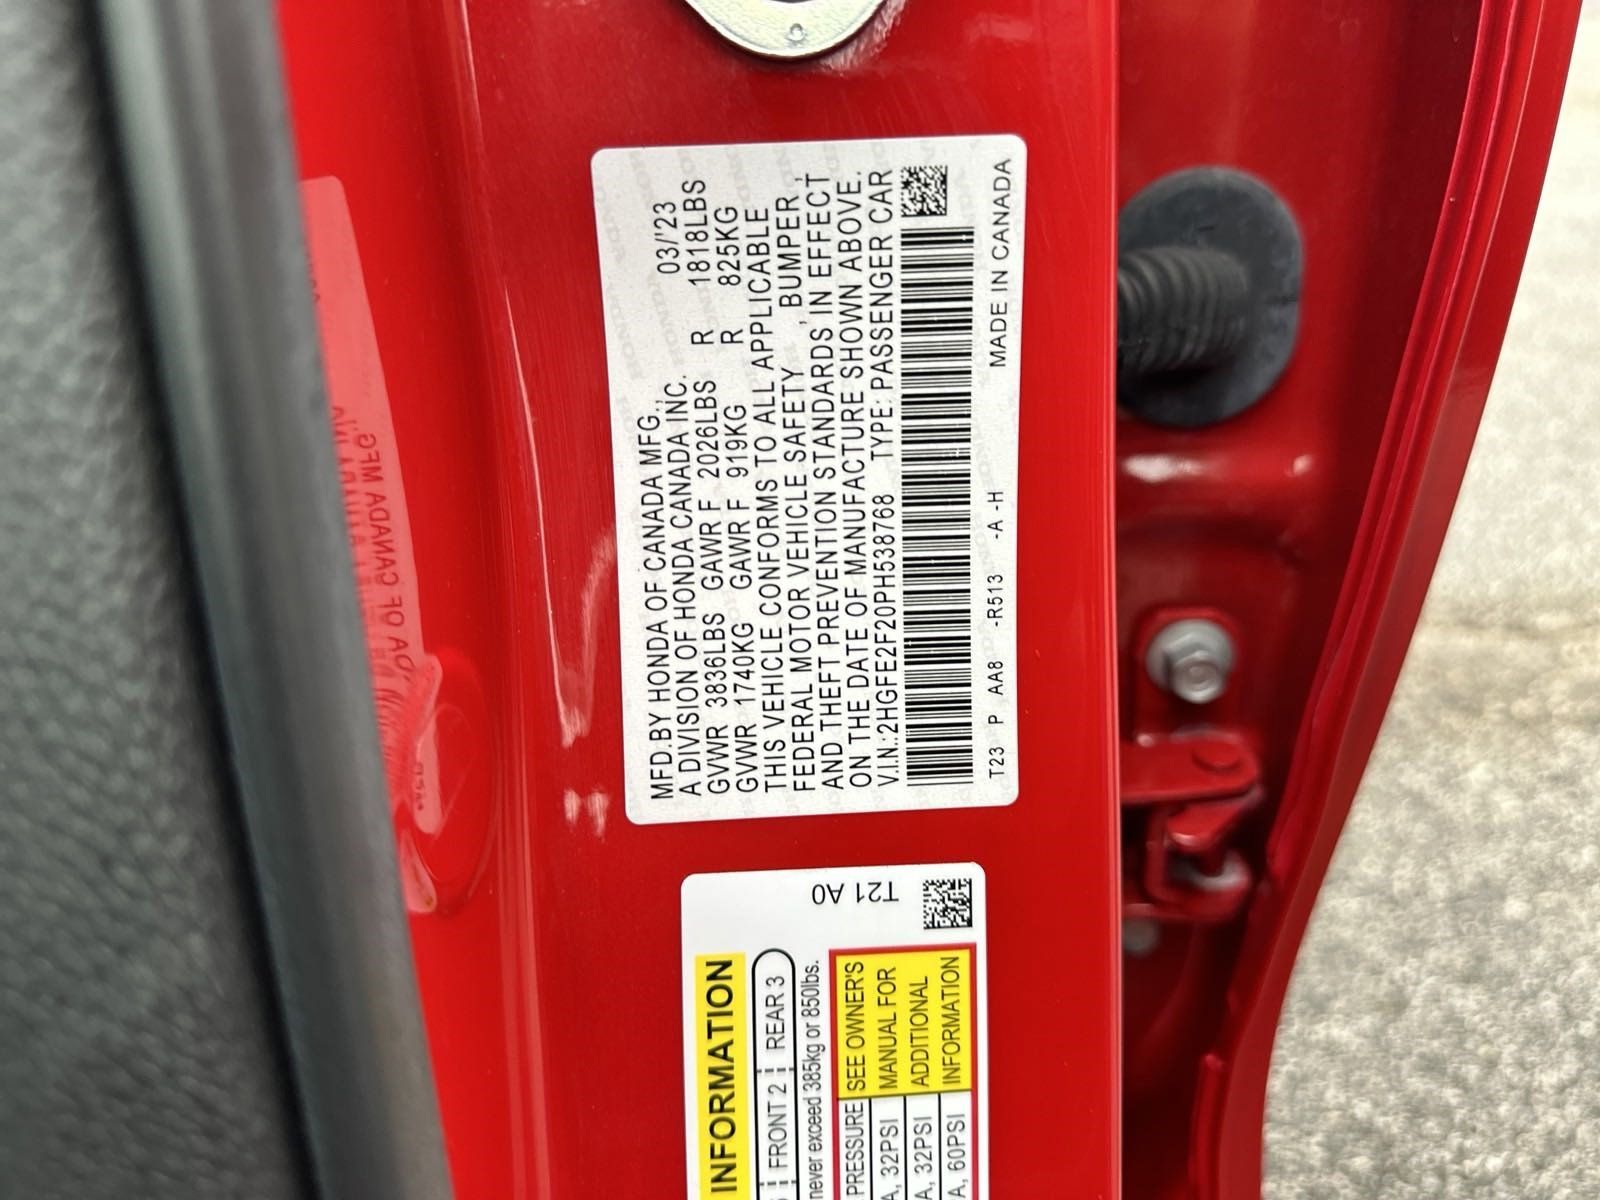 MFD.BY HONDA OF CANADA MFG., 03/'23
A DIVISION OF HONDA CANADA INC.
GVWR 3836LBS GAWR F 2026LBS R 1818LBS
GVWR 1740KG GAWR F 919KG R 825KG
THIS VEHICLE CONFORMS TO ALL APPLICABLE
FEDERAL MOTOR VEHICLE SAFETY , BUMPER,
AND THEFT PREVENTION STANDARDS IN EFFECT
ON THE DATE OF MANUFACTURE SHOWN ABOVE.
V.I.N.:2HGFE2F20PH538768 TYPE:PASSENGER CAR
T23 P AA8 -R513 -A -H MADE IN CANADA
T21 A0
INFORMATION
FRONT 2 REAR 3
never exceed 385kg or 850lbs.
PRESSURE SEE OWNER'S
32PSI MANUAL FOR
32PSI ADDITIONAL
60PSI INFORMATION
OF CANADA MFG